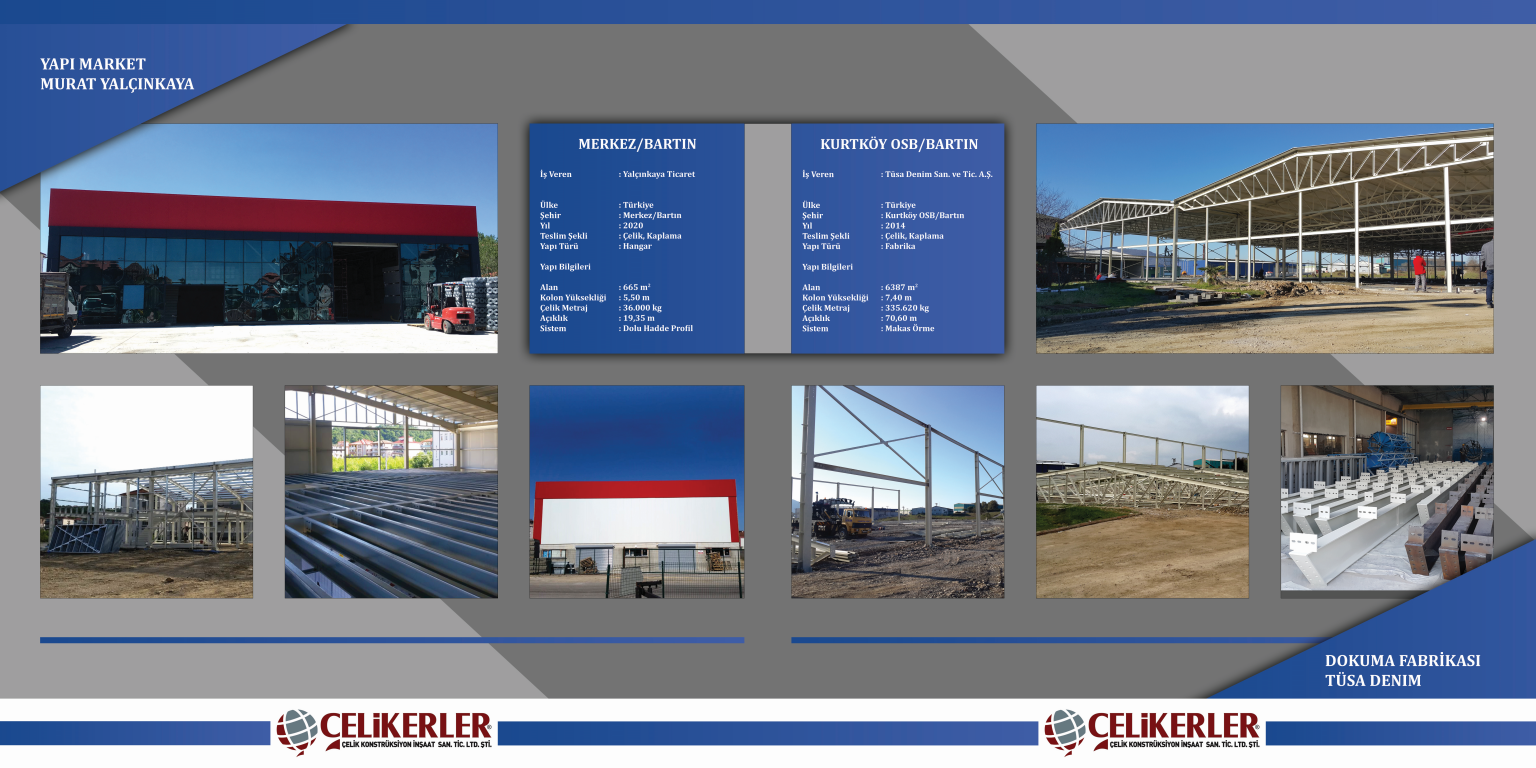 YAPI MARKET
MURAT YALÇINKAYA
MERKEZ/BARTIN
İş Veren : Yalçınkaya Ticaret
Ülke : Türkiye
Şehir : Merkez/Bartın
Yıl : 2020
Teslim Şekli : Çelik, Kaplama
Yapı Türü : Hangar
Yapı Bilgileri
Alan : 665 m²
Kolon Yüksekliği : 5,50 m
Çelik Metraj : 36.000 kg
Açıklık : 19,35 m
Sistem : Dolu Hadde Profil
KURTKÖY OSB/BARTIN
İş Veren : Tüsa Denim San. ve Tic. A.Ş.
Ülke : Türkiye
Şehir : Kurtköy OSB/Bartın
Yıl : 2014
Teslim Şekli : Çelik, Kaplama
Yapı Türü : Fabrika
Yapı Bilgileri
Alan : 6387 m²
Kolon Yüksekliği : 7,40 m
Çelik Metraj : 335.620 kg
Açıklık : 70,60 m
Sistem : Makas Örme
DOKUMA FABRİKASI
TÜSA DENIM
ÇELİKERLER®
ÇELİK KONSTRÜKSİYON İNŞAAT SAN. TİC. LTD. ŞTİ.
ÇELİKERLER®
ÇELİK KONSTRÜKSİYON İNŞAAT SAN. TİC. LTD. ŞTİ.